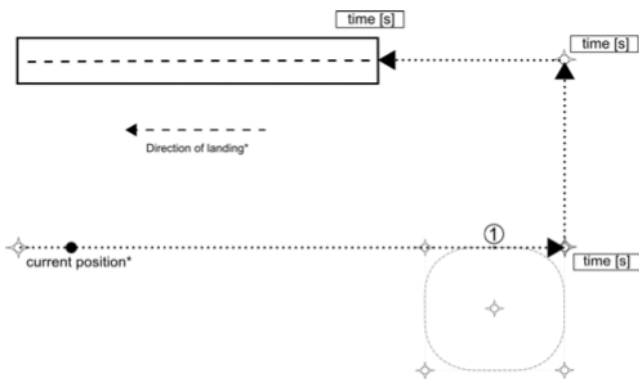 time [s]
time [s]
Direction of landing*
①
current position*
time [s]